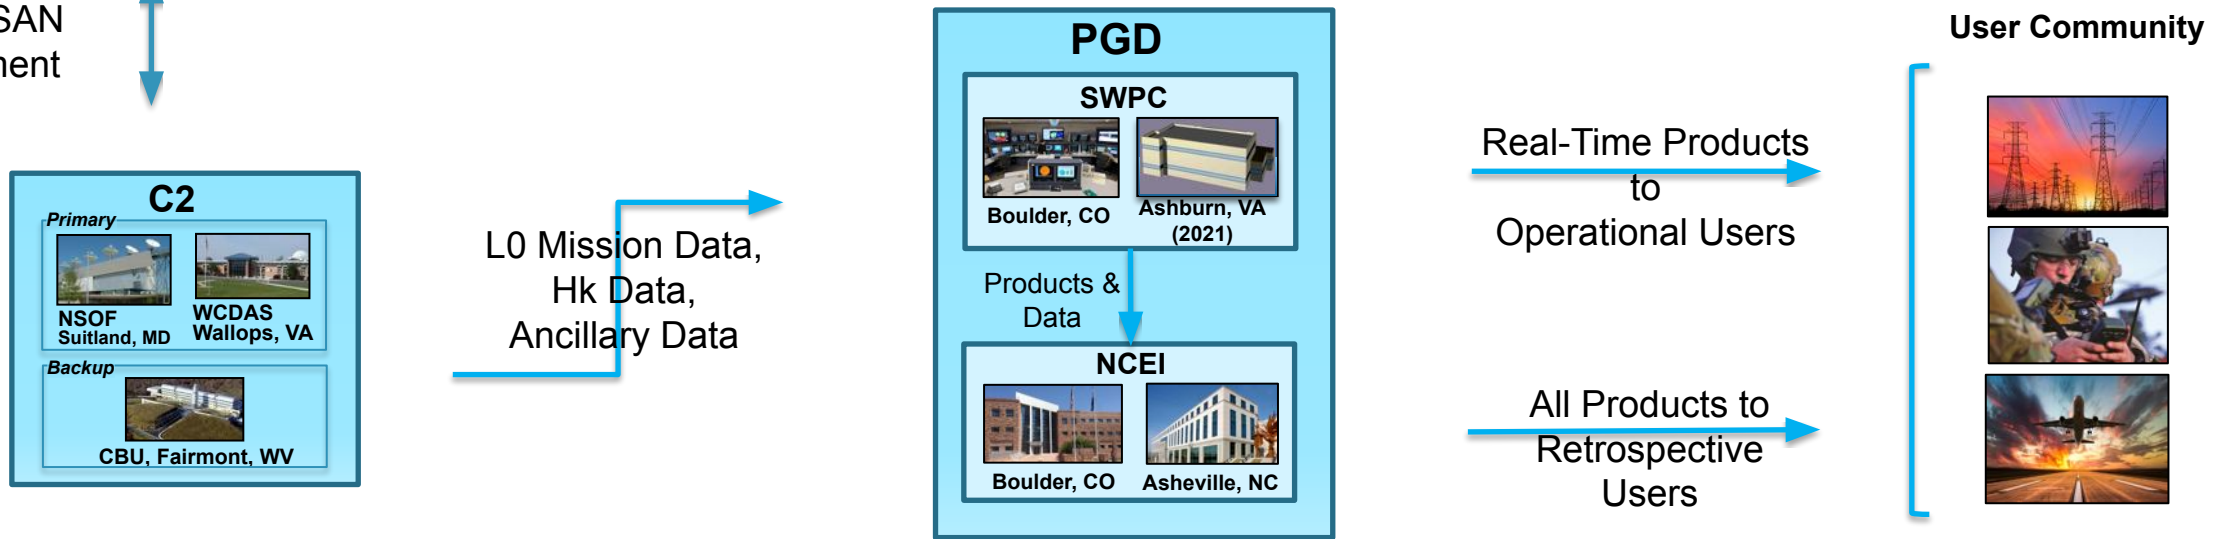 SAN
C2
Primary
NSOF
Suitland, MD
WCDAS
Wallops, VA
Backup
CBU, Fairmont, WV
L0 Mission Data,
Hk Data,
Ancillary Data
PGD
SWPC
Boulder, CO
Ashburn, VA
(2021)
Products &
Data
NCEI
Boulder, CO
Asheville, NC
Real-Time Products
to
Operational Users
All Products to
Retrospective
Users
User Community